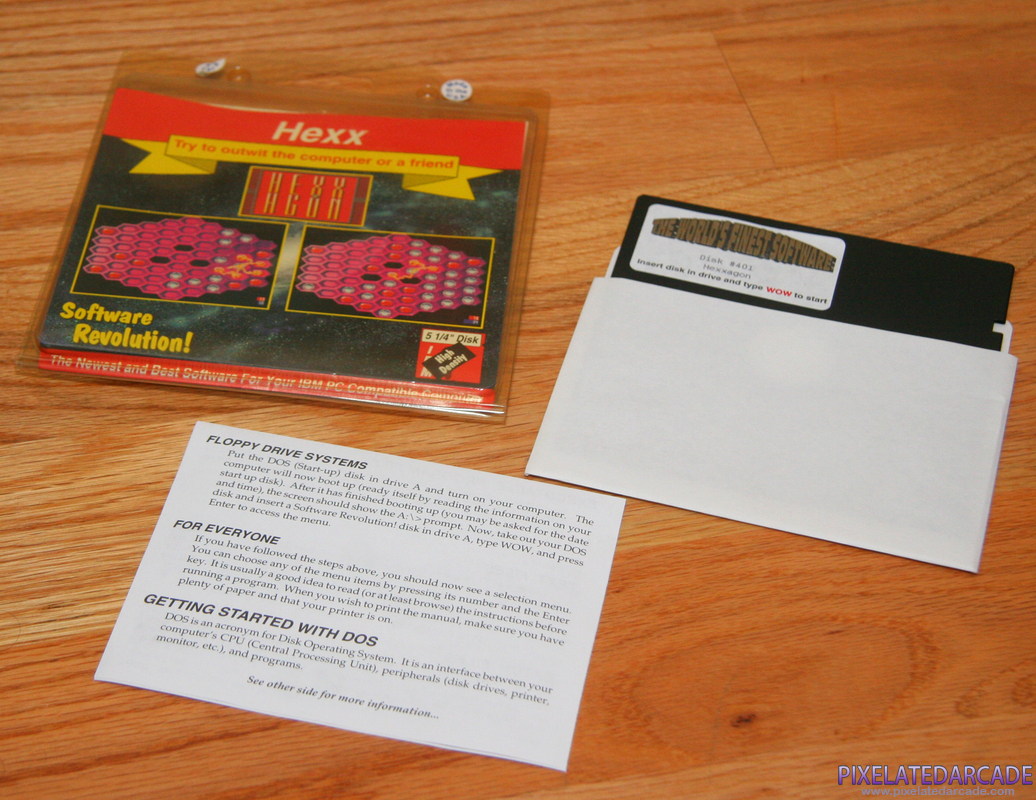 Hexx
Try to outwit the computer or a friend
HEXX
AGON
Software
Revolution!
5 1/4" Disk
High
Density
The Newest and Best Software For Your IBM PC Compatible Computer
THE WORLD'S FINEST SOFTWARE
Disk #401
Hexxagon
Insert disk in drive and type WOW to start
FLOPPY DRIVE SYSTEMS
Put the DOS (Start-up) disk in drive A and turn on your computer. The
computer will now boot up (ready itself by reading the information on your
start up disk). After it has finished booting up (you may be asked for the date
and time), the screen should show the A:\> prompt. Now, take out your DOS
disk and insert a Software Revolution! disk in drive A, type WOW, and press
Enter to access the menu.
FOR EVERYONE
If you have followed the steps above, you should now see a selection menu.
You can choose any of the menu items by pressing its number and the Enter
key. It is usually a good idea to read (or at least browse) the instructions before
running a program. When you wish to print the manual, make sure you have
plenty of paper and that your printer is on.
GETTING STARTED WITH DOS
DOS is an acronym for Disk Operating System. It is an interface between your
computer's CPU (Central Processing Unit), peripherals (disk drives, printer,
monitor, etc.), and programs.
See other side for more information...
PIXELATEDARCADE
www.pixelatedarcade.com